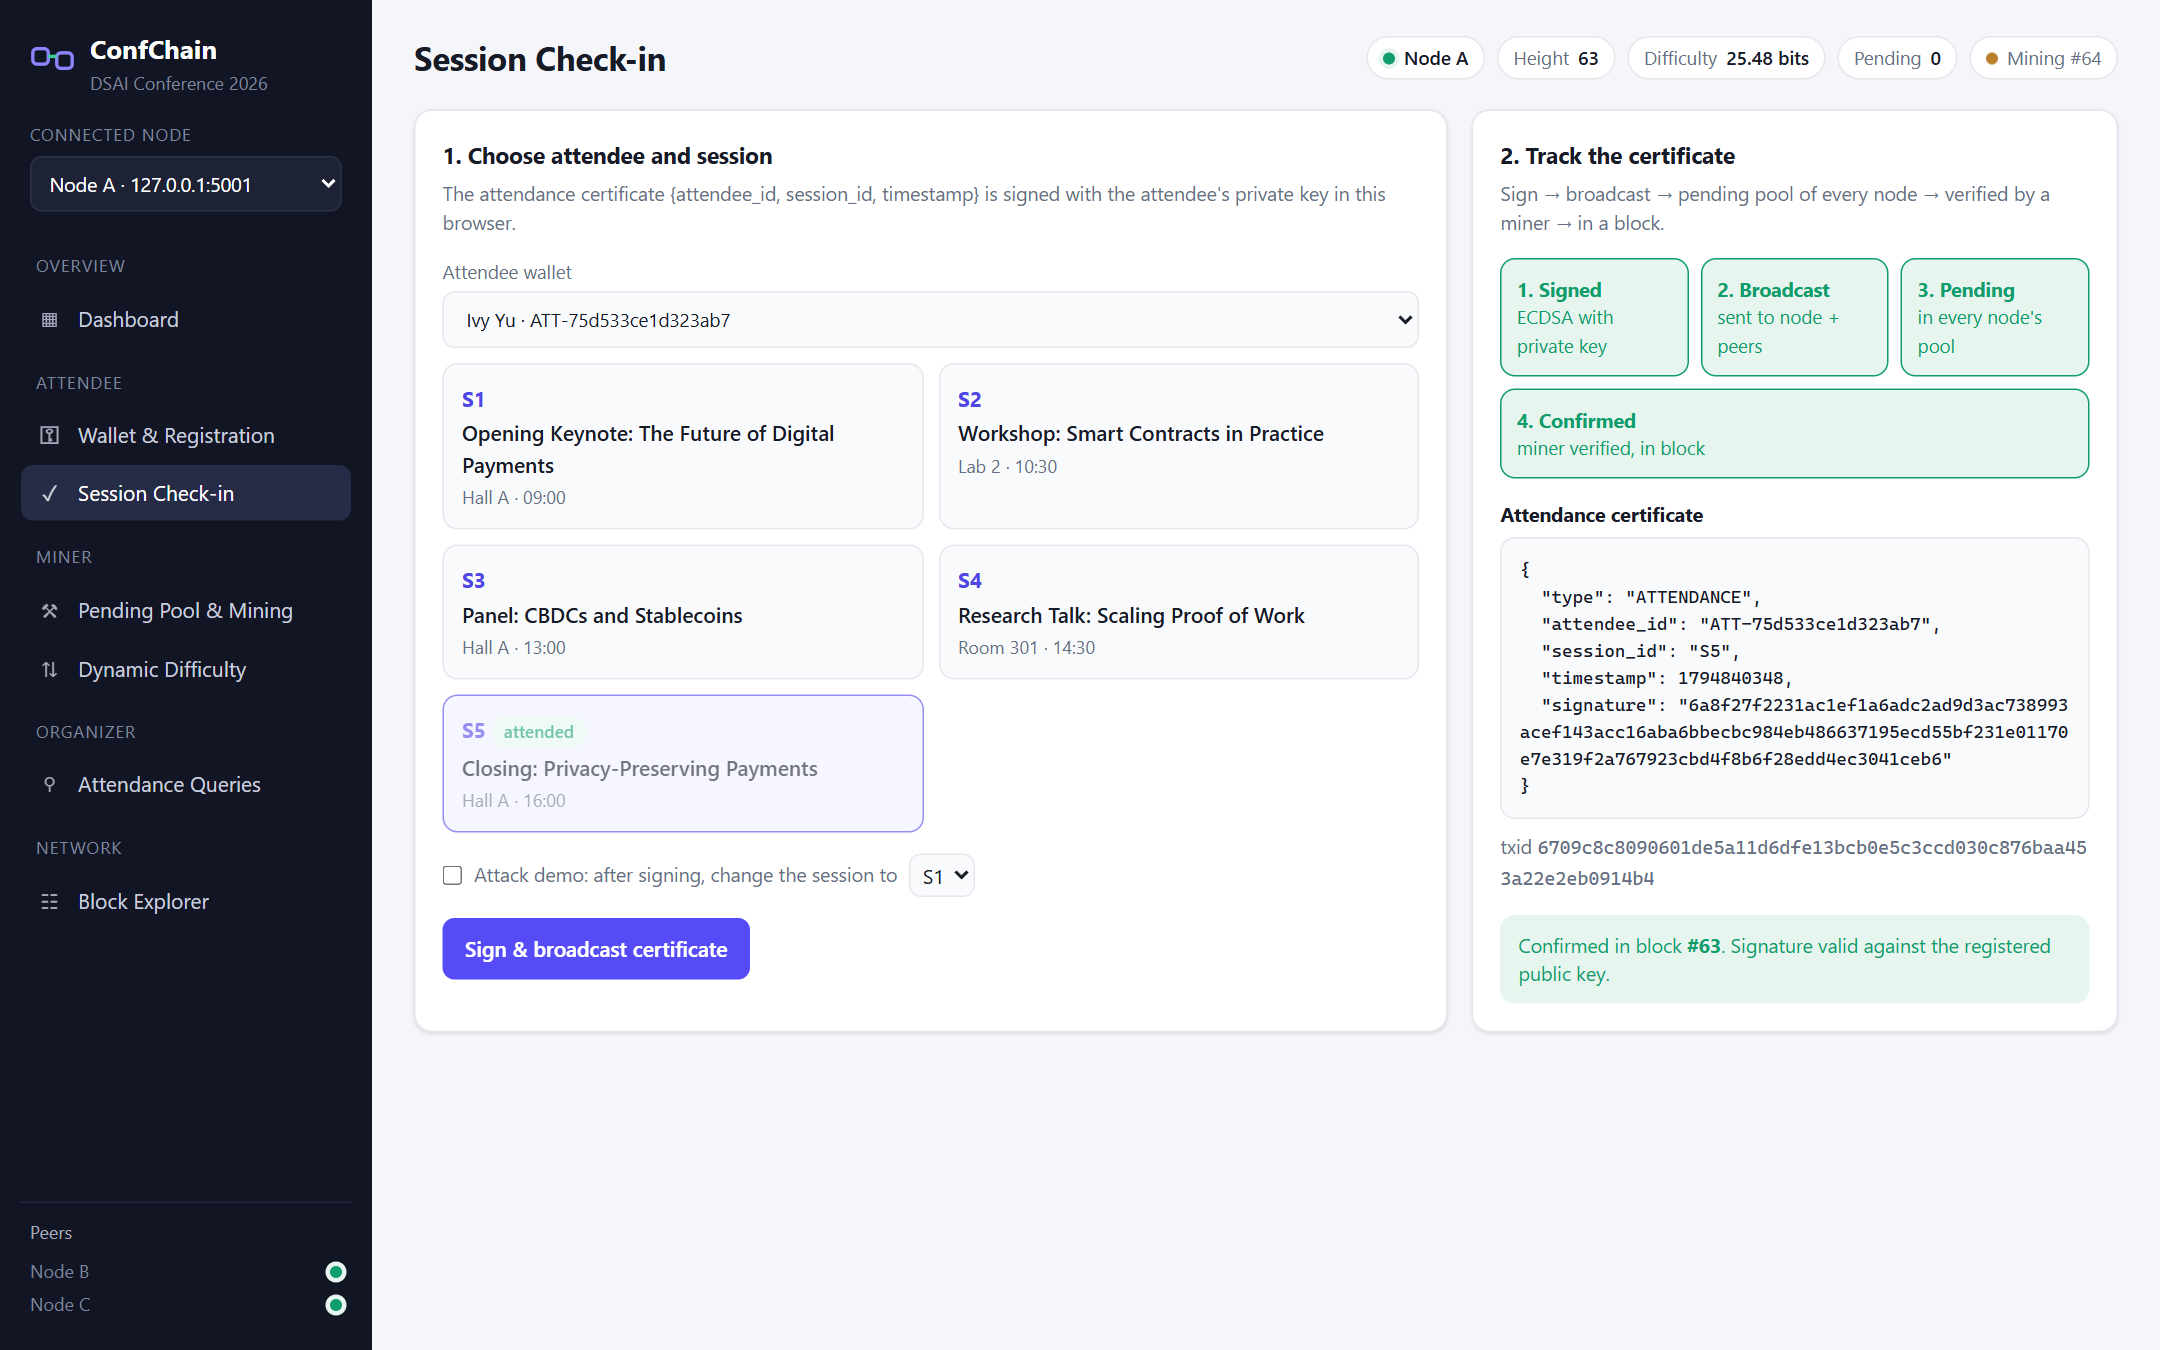 ConfChain
DSAI Conference 2026
CONNECTED NODE
Node A · 127.0.0.1:5001
OVERVIEW
Dashboard
ATTENDEE
Wallet & Registration
Session Check-in
MINER
Pending Pool & Mining
Dynamic Difficulty
ORGANIZER
Attendance Queries
NETWORK
Block Explorer
Peers
Node B
Node C
Session Check-in
Node A
Height 63
Difficulty 25.48 bits
Pending 0
Mining #64
1. Choose attendee and session
The attendance certificate {attendee_id, session_id, timestamp} is signed with the attendee's private key in this
browser.
Attendee wallet
Ivy Yu · ATT-75d533ce1d323ab7
S1
Opening Keynote: The Future of Digital
Payments
Hall A · 09:00
S2
Workshop: Smart Contracts in Practice
Lab 2 · 10:30
S3
Panel: CBDCs and Stablecoins
Hall A · 13:00
S4
Research Talk: Scaling Proof of Work
Room 301 · 14:30
S5 attended
Closing: Privacy-Preserving Payments
Hall A · 16:00
Attack demo: after signing, change the session to S1
Sign & broadcast certificate
2. Track the certificate
Sign → broadcast → pending pool of every node → verified by a
miner → in a block.
1. Signed
ECDSA with
private key
2. Broadcast
sent to node +
peers
3. Pending
in every node's
pool
4. Confirmed
miner verified, in block
Attendance certificate
{
"type": "ATTENDANCE",
"attendee_id": "ATT-75d533ce1d323ab7",
"session_id": "S5",
"timestamp": 1794840348,
"signature": "6a8f27f2231ac1ef1a6adc2ad9d3ac738993
acef143acc16aba6bbecbc984eb486637195ecd55bf231e01170
e7e319f2a767923cbd4f8b6f28edd4ec3041ceb6"
}
txid 6709c8c8090601de5a11d6dfe13bcb0e5c3ccd030c876baa45
3a22e2eb0914b4
Confirmed in block #63. Signature valid against the registered
public key.